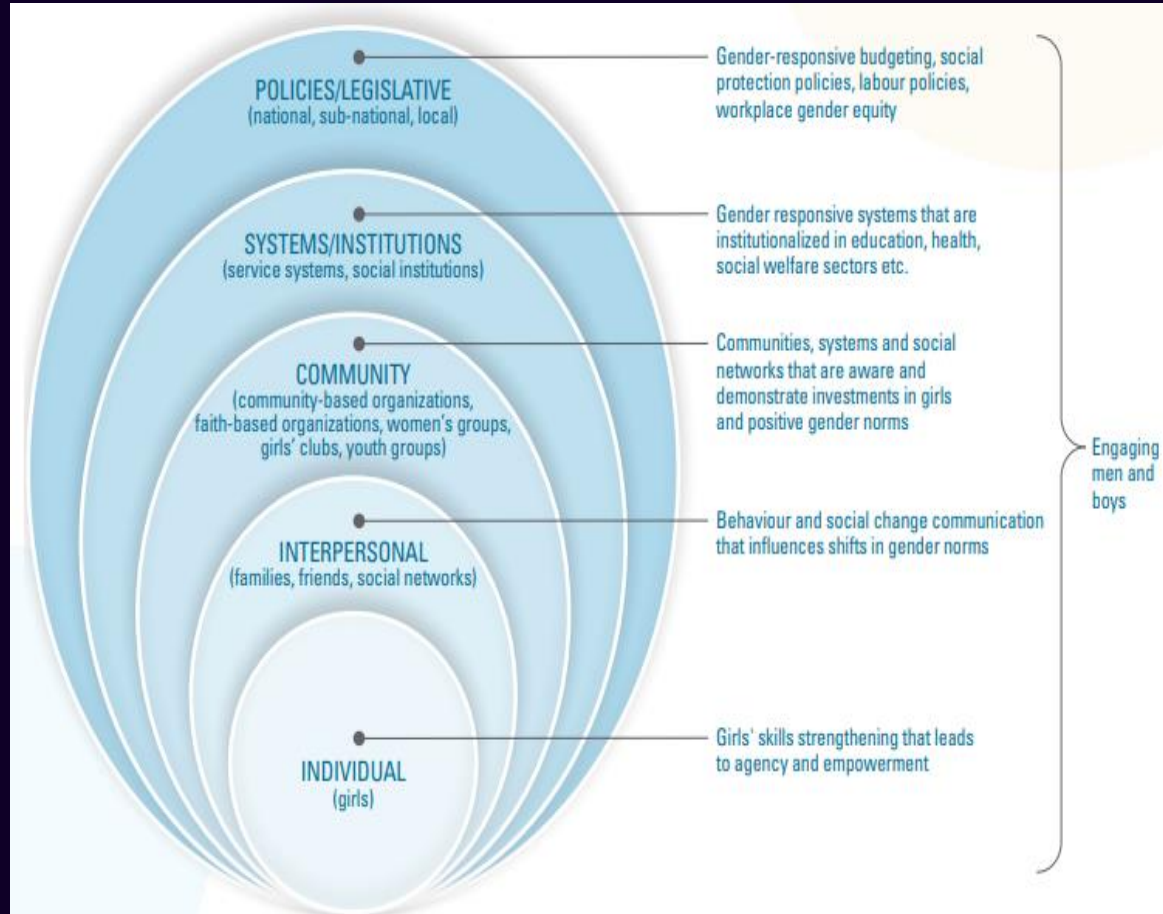 POLICIES/LEGISLATIVE
(national, sub-national, local)
Gender-responsive budgeting, social
protection policies, labour policies,
workplace gender equity
SYSTEMS/INSTITUTIONS
(service systems, social institutions)
Gender responsive systems that are
institutionalized in education, health,
social welfare sectors etc.
COMMUNITY
(community-based organizations,
faith-based organizations, women's groups,
girls' clubs, youth groups)
Communities, systems and social
networks that are aware and
demonstrate investments in girls
and positive gender norms
INTERPERSONAL
(families, friends, social networks)
Behaviour and social change communication
that influences shifts in gender norms
INDIVIDUAL
(girls)
Girls' skills strengthening that leads
to agency and empowerment
Engaging
men and
boys